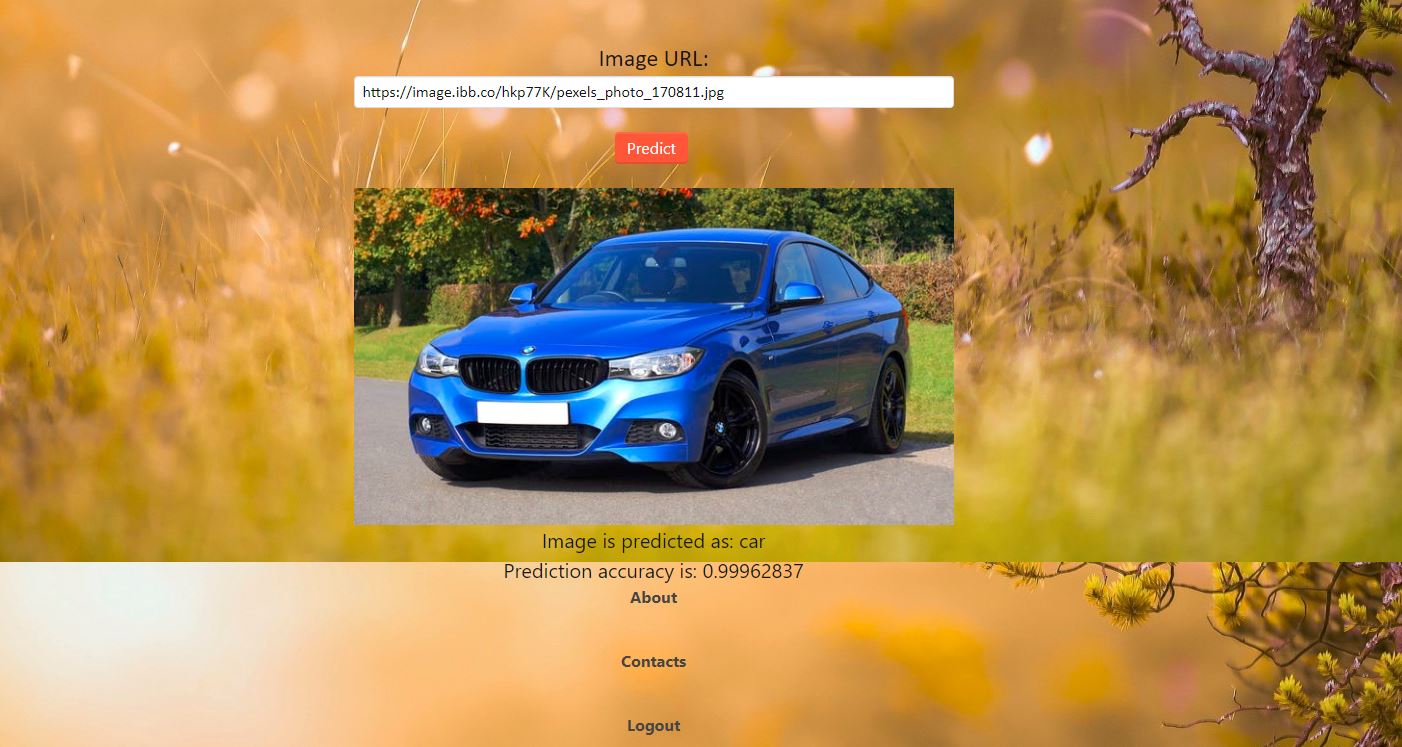 Image URL:
https://image.ibb.co/hkp77K/pexels_photo_170811.jpg
Predict
Image is predicted as: car
Prediction accuracy is: 0.99962837
About
Contacts
Logout